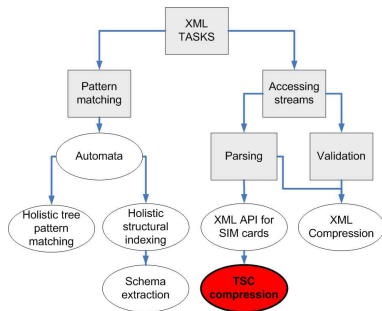 XML
TASKS
Pattern
matching
Accessing
streams
Automata
Parsing
Validation
Holistic tree
pattern
matching
Holistic
structural
indexing
XML API for
SIM cards
XML
Compression
Schema
extraction
TSC
compression